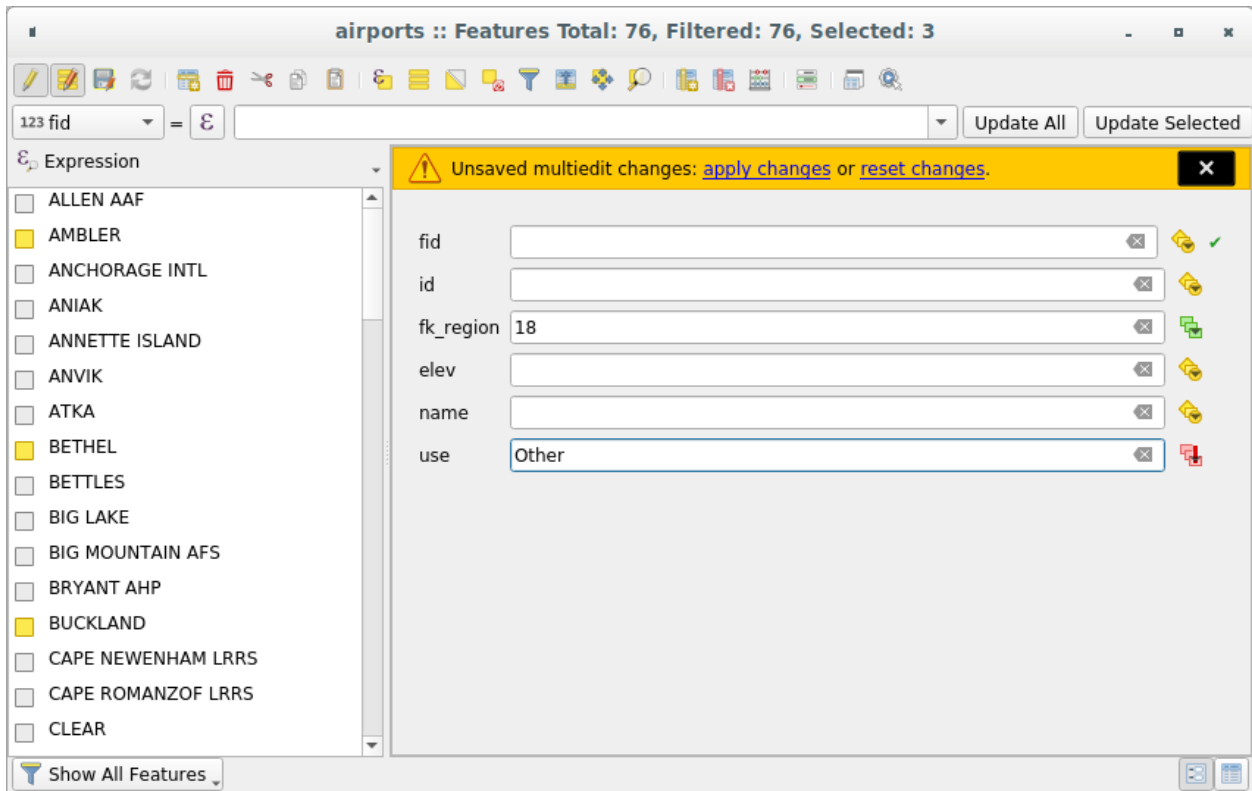 airports :: Features Total: 76, Filtered: 76, Selected: 3
123 fid = ε Update All Update Selected
ε Expression
Unsaved multiedit changes: apply changes or reset changes.
ALLEN AAF
AMBLER
ANCHORAGE INTL
ANIAK
ANNETTE ISLAND
ANVIK
ATKA
BETHEL
BETTLES
BIG LAKE
BIG MOUNTAIN AFS
BRYANT AHP
BUCKLAND
CAPE NEWENHAM LRRS
CAPE ROMANZOF LRRS
CLEAR
fid
id
fk_region 18
elev
name
use Other
Show All Features